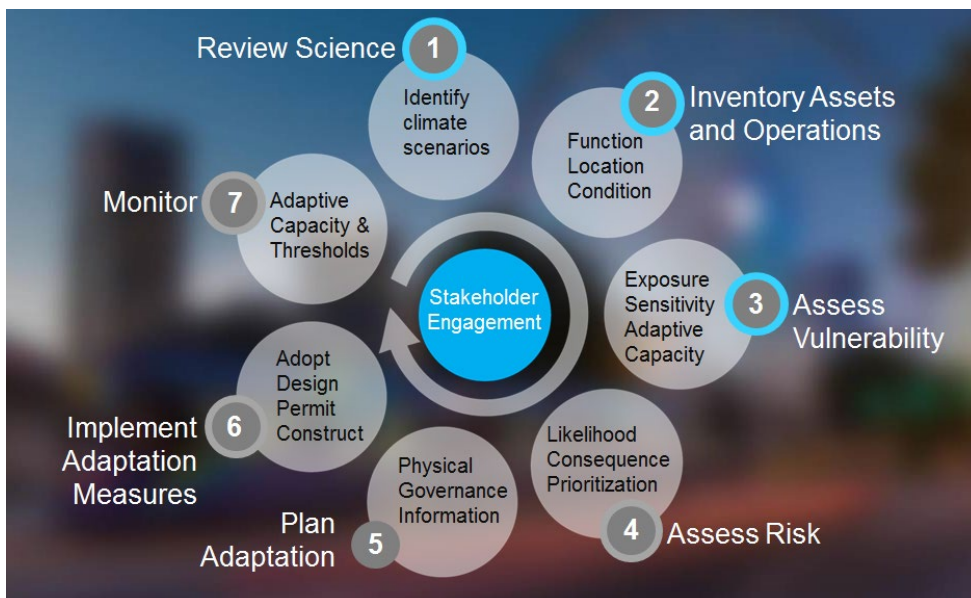 Review Science
1
Identify
climate
scenarios
2
Inventory Assets
and Operations
Function
Location
Condition
3
Assess
Vulnerability
Exposure
Sensitivity
Adaptive
Capacity
4
Assess Risk
Likelihood
Consequence
Prioritization
5
Plan
Adaptation
Physical
Governance
Information
6
Implement
Adaptation
Measures
Adopt
Design
Permit
Construct
7
Monitor
Adaptive
Capacity &
Thresholds
Stakeholder
Engagement